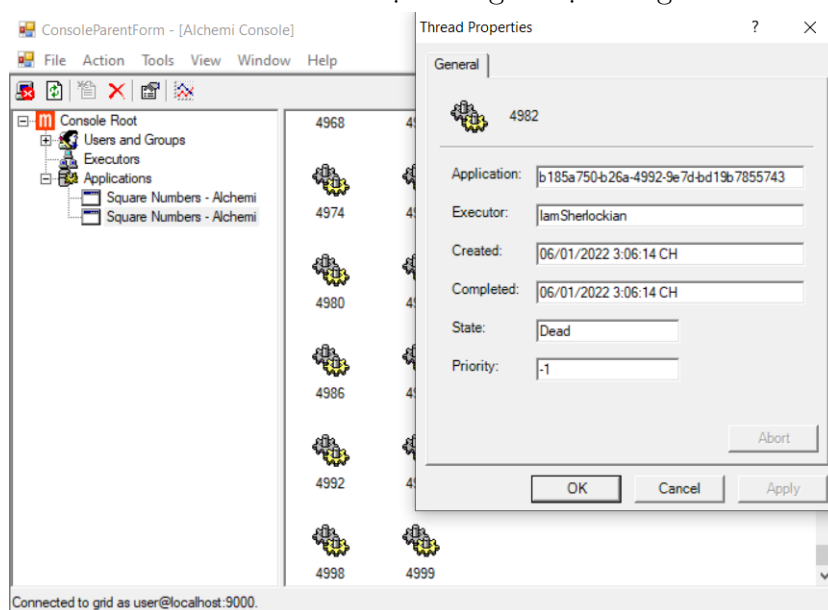 ConsoleParentForm - [Alchemi Console]
File Action Tools View Window Help
Console Root
Users and Groups
Executors
Applications
Square Numbers - Alchemi
Square Numbers - Alchemi
4968
4974
4980
4986
4992
4998
4999
Thread Properties
General
4982
Application: b185a750-b26a-4992-9e7d-bd19b7855743
Executor: IamSherlockian
Created: 06/01/2022 3:06:14 CH
Completed: 06/01/2022 3:06:14 CH
State: Dead
Priority: -1
Abort
OK Cancel Apply
Connected to grid as user@localhost:9000.